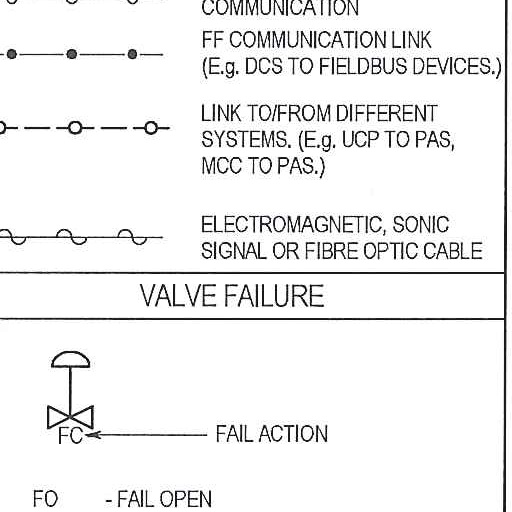 COMMUNICATION
FF COMMUNICATION LINK
(E.g. DCS TO FIELDBUS DEVICES.)
LINK TO/FROM DIFFERENT
SYSTEMS. (E.g. UCP TO PAS,
MCC TO PAS.)
ELECTROMAGNETIC, SONIC
SIGNAL OR FIBRE OPTIC CABLE
VALVE FAILURE
FC
FAIL ACTION
FO - FAIL OPEN